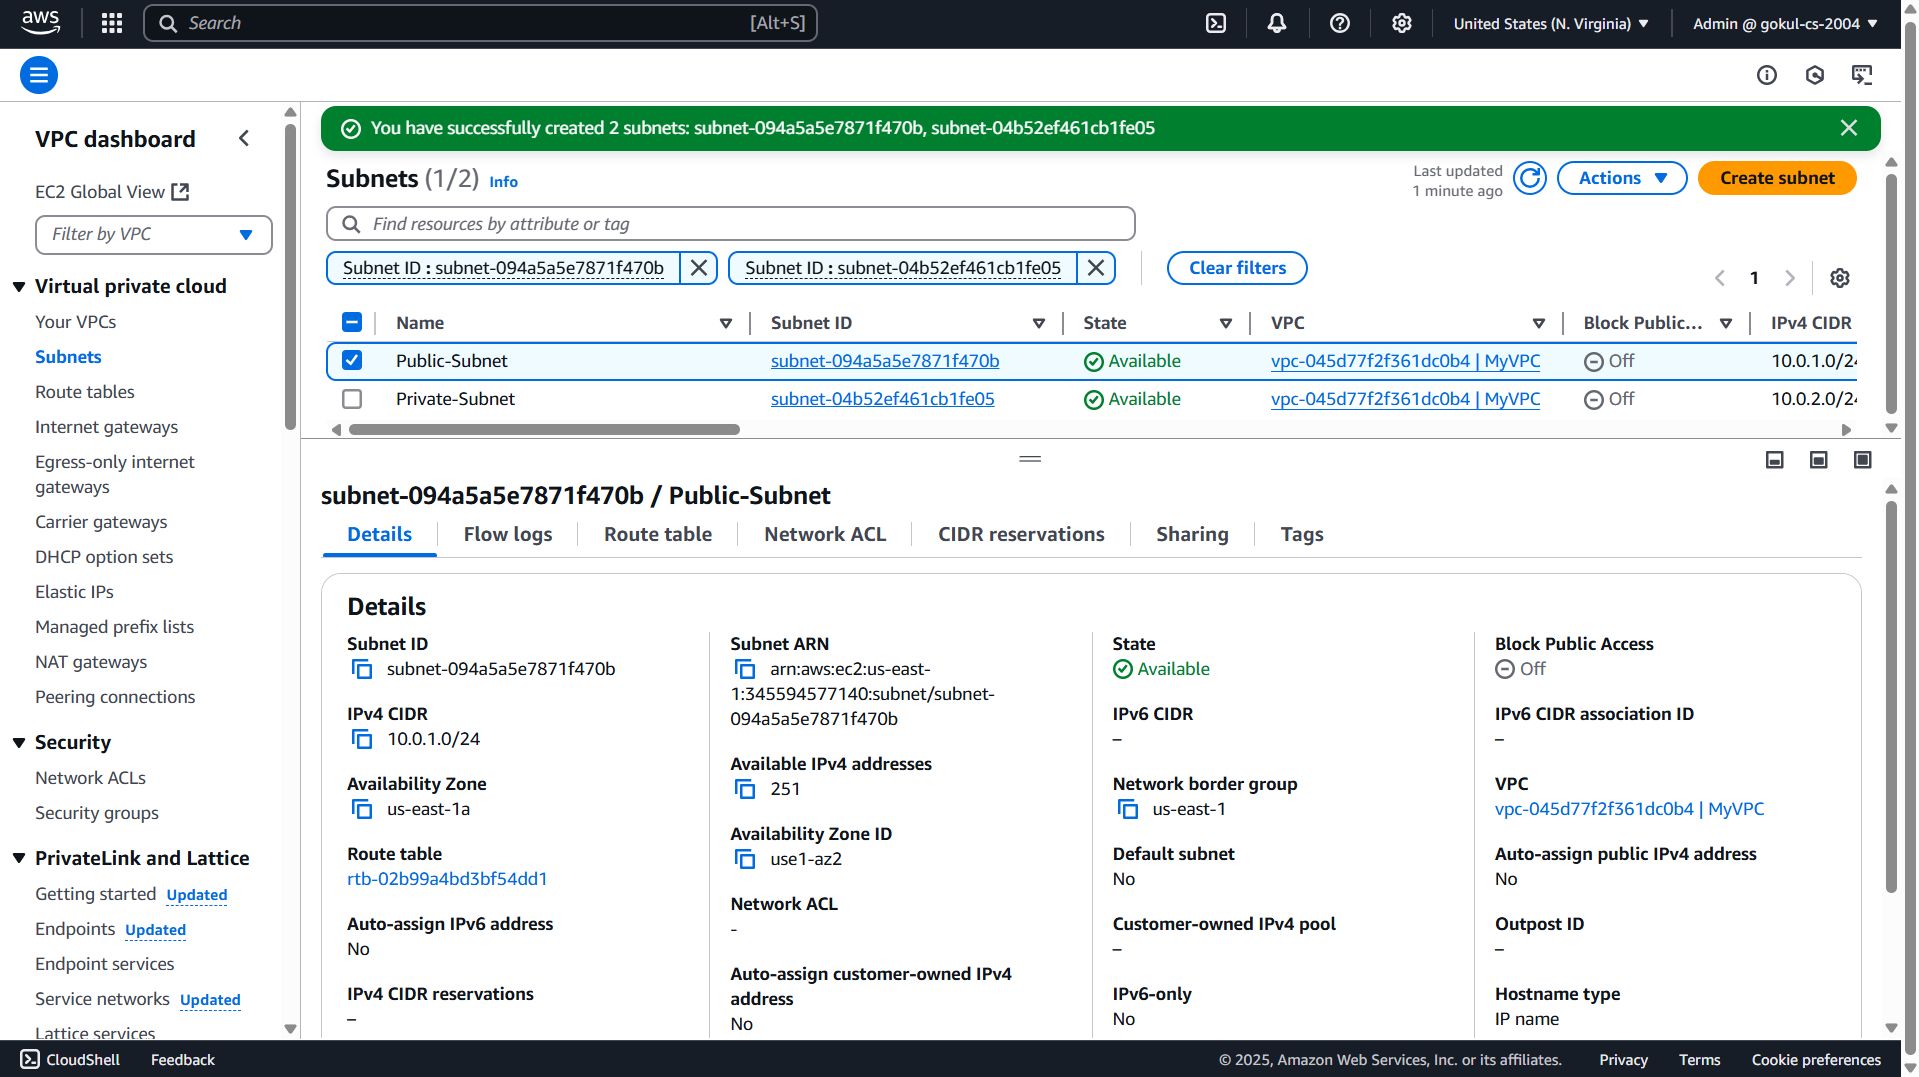 aws
Search [Alt+S]
United States (N. Virginia)
Admin @ gokul-cs-2004
VPC dashboard
EC2 Global View
Filter by VPC
Virtual private cloud
Your VPCs
Subnets
Route tables
Internet gateways
Egress-only internet
gateways
Carrier gateways
DHCP option sets
Elastic IPs
Managed prefix lists
NAT gateways
Peering connections
Security
Network ACLs
Security groups
PrivateLink and Lattice
Getting started Updated
Endpoints Updated
Endpoint services
Service networks Updated
Lattice services
You have successfully created 2 subnets: subnet-094a5a5e7871f470b, subnet-04b52ef461cb1fe05
Subnets (1/2) Info
Last updated
1 minute ago
Actions
Create subnet
Find resources by attribute or tag
Subnet ID : subnet-094a5a5e7871f470b
Subnet ID : subnet-04b52ef461cb1fe05
Clear filters
1
Name Subnet ID State VPC Block Public... IPv4 CIDR
Public-Subnet subnet-094a5a5e7871f470b Available vpc-045d77f2f361dc0b4 | MyVPC Off 10.0.1.0/24
Private-Subnet subnet-04b52ef461cb1fe05 Available vpc-045d77f2f361dc0b4 | MyVPC Off 10.0.2.0/24
subnet-094a5a5e7871f470b / Public-Subnet
Details Flow logs Route table Network ACL CIDR reservations Sharing Tags
Details
Subnet ID
subnet-094a5a5e7871f470b
IPv4 CIDR
10.0.1.0/24
Availability Zone
us-east-1a
Route table
rtb-02b99a4bd3bf54dd1
Auto-assign IPv6 address
No
IPv4 CIDR reservations
–
Subnet ARN
arn:aws:ec2:us-east-
1:345594577140:subnet/subnet-
094a5a5e7871f470b
Available IPv4 addresses
251
Availability Zone ID
use1-az2
Network ACL
-
Auto-assign customer-owned IPv4
address
No
State
Available
IPv6 CIDR
–
Network border group
us-east-1
Default subnet
No
Customer-owned IPv4 pool
–
IPv6-only
No
Block Public Access
Off
IPv6 CIDR association ID
–
VPC
vpc-045d77f2f361dc0b4 | MyVPC
Auto-assign public IPv4 address
No
Outpost ID
–
Hostname type
IP name
CloudShell Feedback
© 2025, Amazon Web Services, Inc. or its affiliates. Privacy Terms Cookie preferences